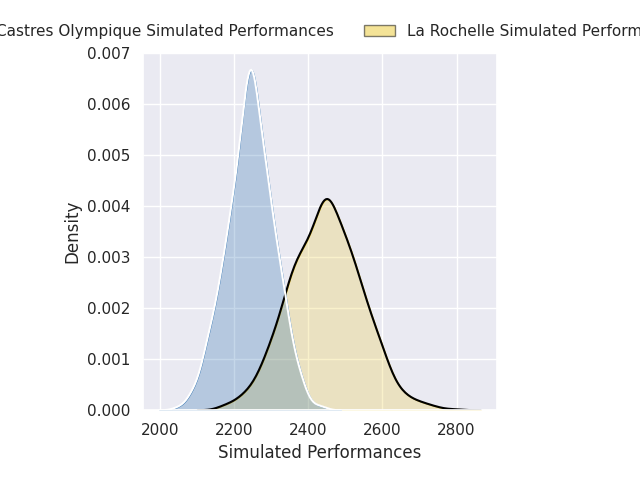 Castres Olympique Simulated Performances
La Rochelle Simulated Perform
0.007
0.006
0.005
0.004
0.003
0.002
0.001
0.000
Density
2000 2200 2400 2600 2800
Simulated Performances